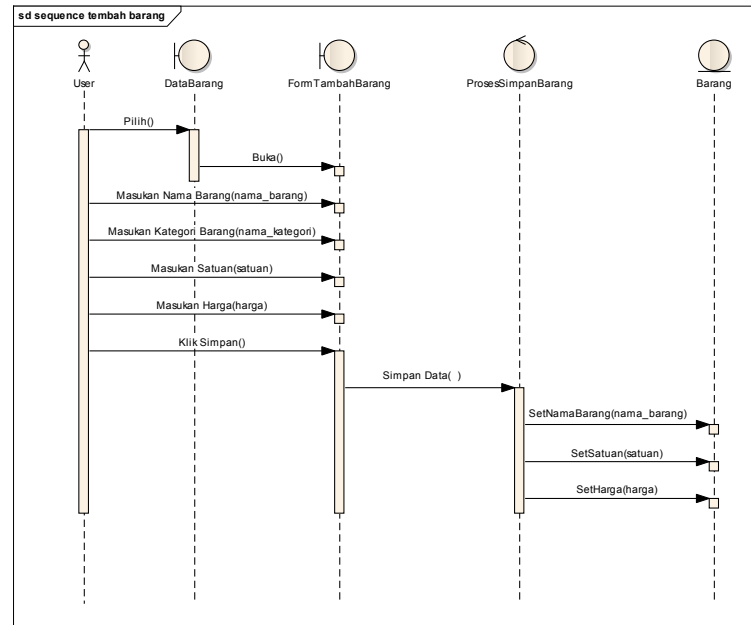 sd sequence tembah barang
User
DataBarang
FormTambahBarang
ProsesSimpanBarang
Barang
Pilih()
Buka()
Masukan Nama Barang(nama_barang)
Masukan Kategori Barang(nama_kategori)
Masukan Satuan(satuan)
Masukan Harga(harga)
Klik Simpan()
Simpan Data( )
SetNamaBarang(nama_barang)
SetSatuan(satuan)
SetHarga(harga)